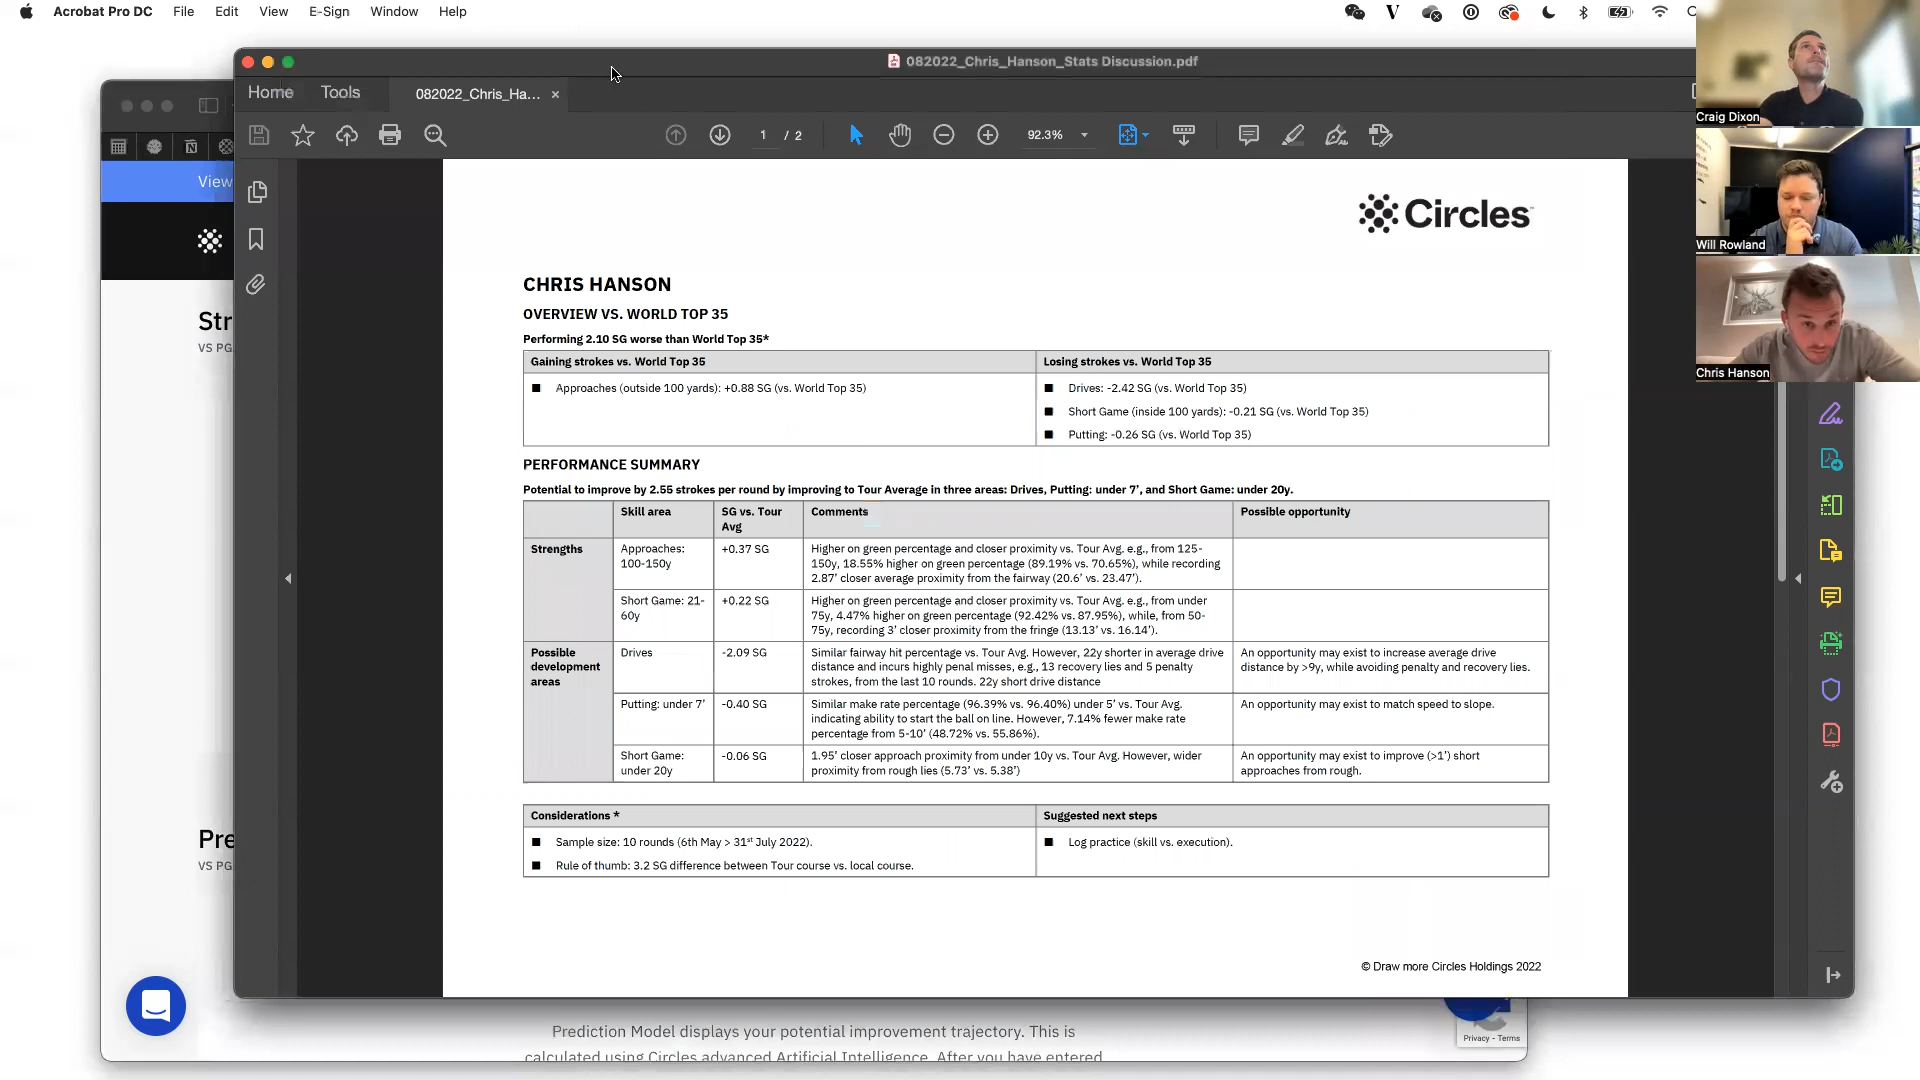 Acrobat Pro DC File Edit View E-Sign Window Help
082022_Chris_Hanson_Stats Discussion.pdf
Home Tools 082022_Chris_Ha... ×
1 / 2 92.3%
View
Str
VS PG
Pre
VS PG
Circles
CHRIS HANSON
OVERVIEW VS. WORLD TOP 35
Performing 2.10 SG worse than World Top 35*
Gaining strokes vs. World Top 35
Approaches (outside 100 yards): +0.88 SG (vs. World Top 35)
Losing strokes vs. World Top 35
Drives: -2.42 SG (vs. World Top 35)
Short Game (inside 100 yards): -0.21 SG (vs. World Top 35)
Putting: -0.26 SG (vs. World Top 35)
PERFORMANCE SUMMARY
Potential to improve by 2.55 strokes per round by improving to Tour Average in three areas: Drives, Putting: under 7’, and Short Game: under 20y.
Skill area
SG vs. Tour
Avg
Comments
Possible opportunity
Strengths
Approaches:
100-150y
+0.37 SG
Higher on green percentage and closer proximity vs. Tour Avg. e.g., from 125-
150y, 18.55% higher on green percentage (89.19% vs. 70.65%), while recording
2.87’ closer average proximity from the fairway (20.6’ vs. 23.47’).
Short Game: 21-
60y
+0.22 SG
Higher on green percentage and closer proximity vs. Tour Avg. e.g., from under
75y, 4.47% higher on green percentage (92.42% vs. 87.95%), while, from 50-
75y, recording 3’ closer proximity from the fringe (13.13’ vs. 16.14’).
Possible
development
areas
Drives
-2.09 SG
Similar fairway hit percentage vs. Tour Avg. However, 22y shorter in average drive
distance and incurs highly penal misses, e.g., 13 recovery lies and 5 penalty
strokes, from the last 10 rounds. 22y short drive distance
An opportunity may exist to increase average drive
distance by >9y, while avoiding penalty and recovery lies.
Putting: under 7’
-0.40 SG
Similar make rate percentage (96.39% vs. 96.40%) under 5’ vs. Tour Avg.
indicating ability to start the ball on line. However, 7.14% fewer make rate
percentage from 5-10’ (48.72% vs. 55.86%).
An opportunity may exist to match speed to slope.
Short Game:
under 20y
-0.06 SG
1.95’ closer approach proximity from under 10y vs. Tour Avg. However, wider
proximity from rough lies (5.73’ vs. 5.38’)
An opportunity may exist to improve (>1’) short
approaches from rough.
Considerations *
Sample size: 10 rounds (6th May > 31st July 2022).
Rule of thumb: 3.2 SG difference between Tour course vs. local course.
Suggested next steps
Log practice (skill vs. execution).
© Draw more Circles Holdings 2022
Craig Dixon
Will Rowland
Chris Hanson
Prediction Model displays your potential improvement trajectory. This is
calculated using Circles advanced Artificial Intelligence. After you have entered
Privacy - Terms